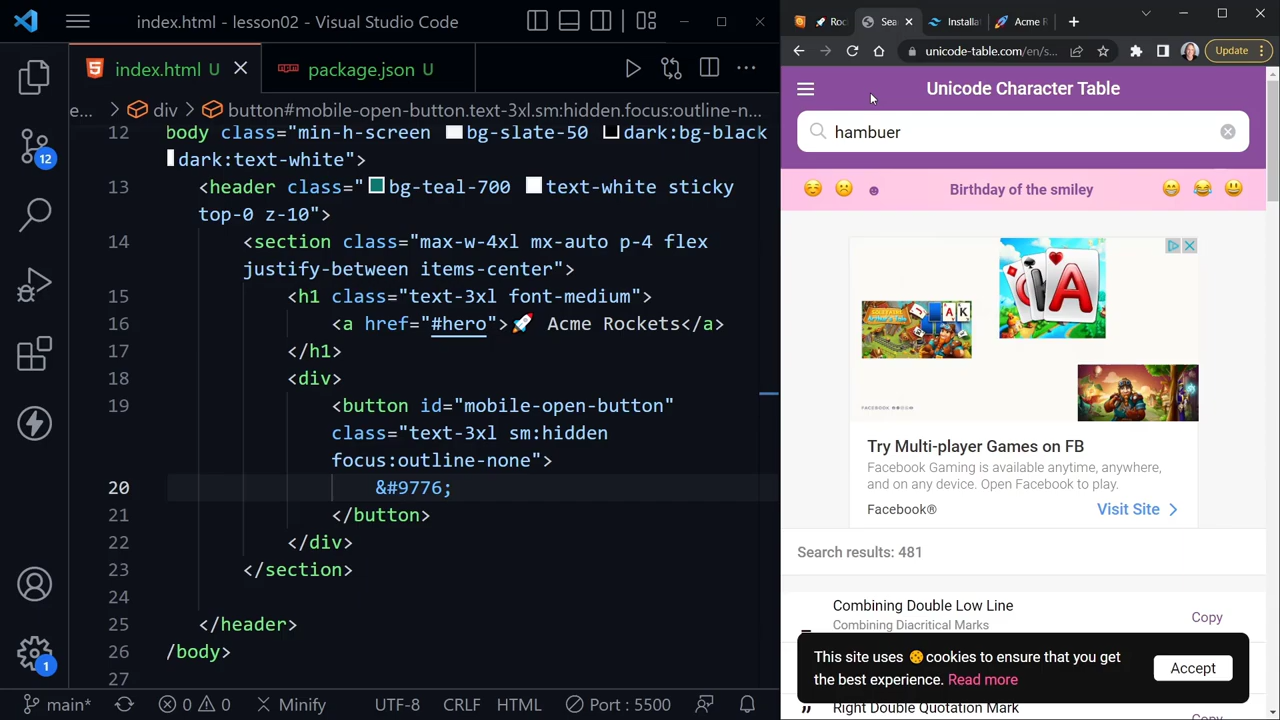 index.html - lesson02 - Visual Studio Code
index.html U
package.json U
e... > div > button#mobile-open-button.text-3xl.sm:hidden.focus:outline-n...
12 body class="min-h-screen bg-slate-50 dark:bg-black
dark:text-white">
13 <header class="bg-teal-700 text-white sticky
top-0 z-10">
14 <section class="max-w-4xl mx-auto p-4 flex
justify-between items-center">
15 <h1 class="text-3xl font-medium">
16 <a href="#hero">🚀 Acme Rockets</a>
17 </h1>
18 <div>
19 <button id="mobile-open-button"
class="text-3xl sm:hidden
focus:outline-none">
20 &#9776;
21 </button>
22 </div>
23 </section>
24
25 </header>
26 /body>
27
12
1
main*
0 0
Minify
UTF-8
CRLF
HTML
Port : 5500
Roc
Sea
Installa
Acme R
unicode-table.com/en/s...
Update
Unicode Character Table
hambuer
Birthday of the smiley
A
A K
Try Multi-player Games on FB
Facebook Gaming is available anytime, anywhere,
and on any device. Open Facebook to play.
Facebook®
Visit Site
Search results: 481
Combining Double Low Line
Combining Diacritical Marks
Copy
This site uses 🍪cookies to ensure that you get
the best experience. Read more
Accept
Right Double Quotation Mark
Copy